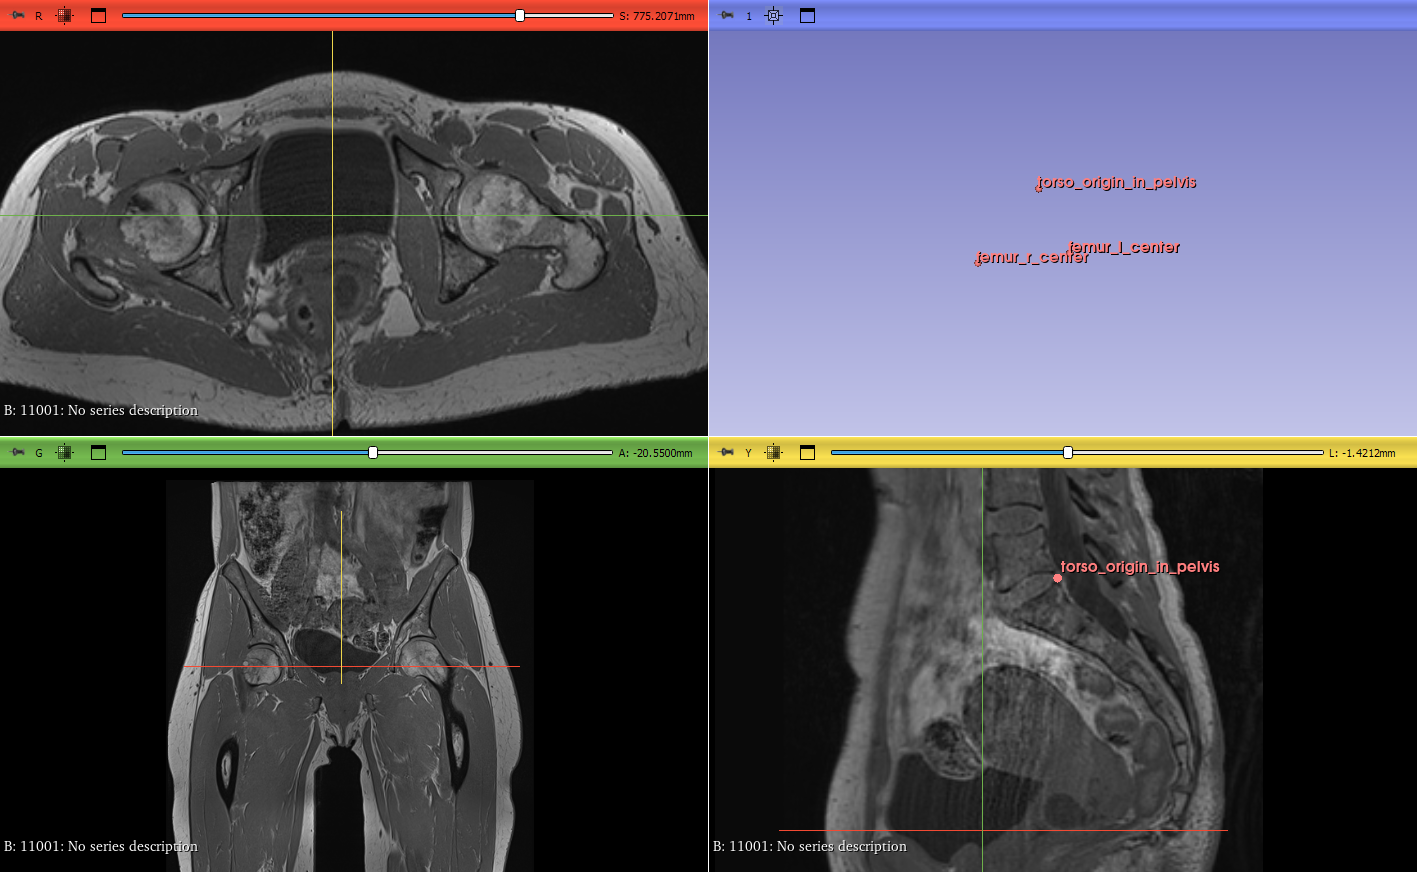 R S: 775.2071mm
1
torso_origin_in_pelvis
femur_l_center
femur_r_center
B: 11001: No series description
G A: -20.5500mm
Y L: -1.4212mm
torso_origin_in_pelvis
B: 11001: No series description
B: 11001: No series description